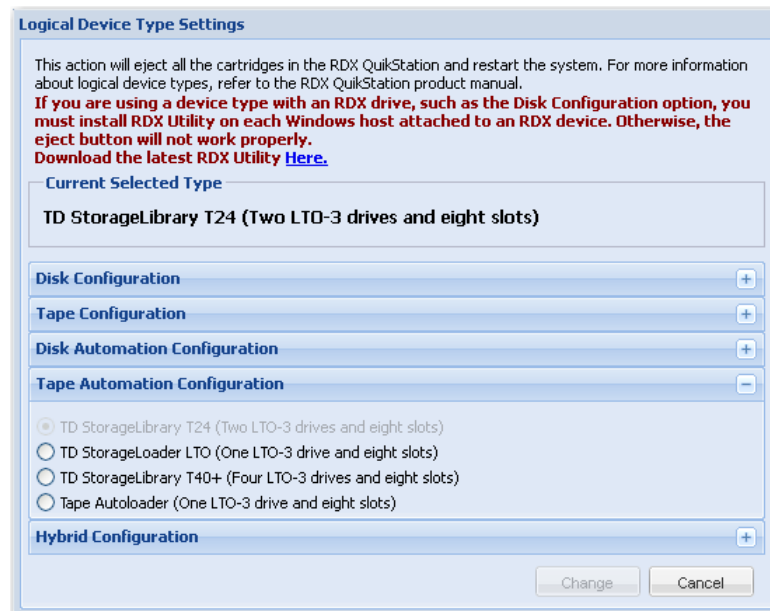 Logical Device Type Settings
This action will eject all the cartridges in the RDX QuikStation and restart the system. For more information
about logical device types, refer to the RDX QuikStation product manual.
If you are using a device type with an RDX drive, such as the Disk Configuration option, you
must install RDX Utility on each Windows host attached to an RDX device. Otherwise, the
eject button will not work properly.
Download the latest RDX Utility Here.
Current Selected Type
TD StorageLibrary T24 (Two LTO-3 drives and eight slots)
Disk Configuration
Tape Configuration
Disk Automation Configuration
Tape Automation Configuration
TD StorageLibrary T24 (Two LTO-3 drives and eight slots)
TD StorageLoader LTO (One LTO-3 drive and eight slots)
TD StorageLibrary T40+ (Four LTO-3 drives and eight slots)
Tape Autoloader (One LTO-3 drive and eight slots)
Hybrid Configuration
Change Cancel